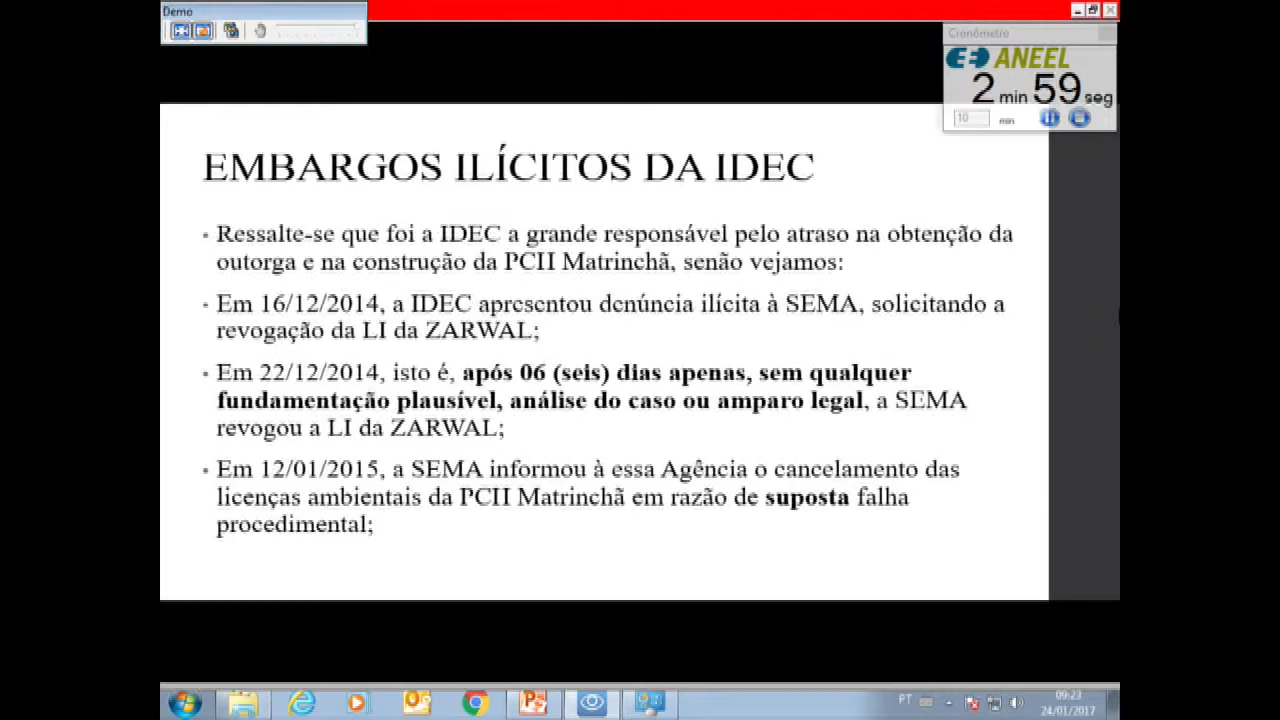 Demo
Cronômetro
ANEEL
2 min 59 seg
10 min
EMBARGOS ILÍCITOS DA IDEC
• Ressalte-se que foi a IDEC a grande responsável pelo atraso na obtenção da
outorga e na construção da PCH Matrinchã, senão vejamos:
• Em 16/12/2014, a IDEC apresentou denúncia ilícita à SEMA, solicitando a
revogação da LI da ZARWAL;
• Em 22/12/2014, isto é, após 06 (seis) dias apenas, sem qualquer
fundamentação plausível, análise do caso ou amparo legal, a SEMA
revogou a LI da ZARWAL;
• Em 12/01/2015, a SEMA informou à essa Agência o cancelamento das
licenças ambientais da PCH Matrinchã em razão de suposta falha
procedimental;
PT
09:23
24/01/2017